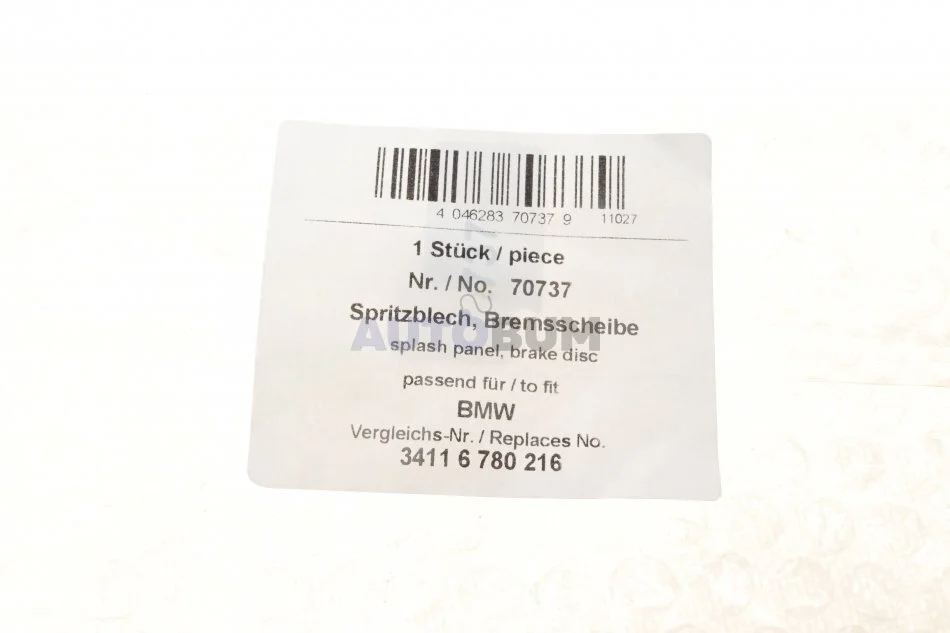 4 046283 70737 9 11027
1 Stück / piece
Nr. / No. 70737
Spritzblech, Bremsscheibe
AUTOBUM
splash panel, brake disc
passend für / to fit
BMW
Vergleichs-Nr. / Replaces No.
3411 6 780 216